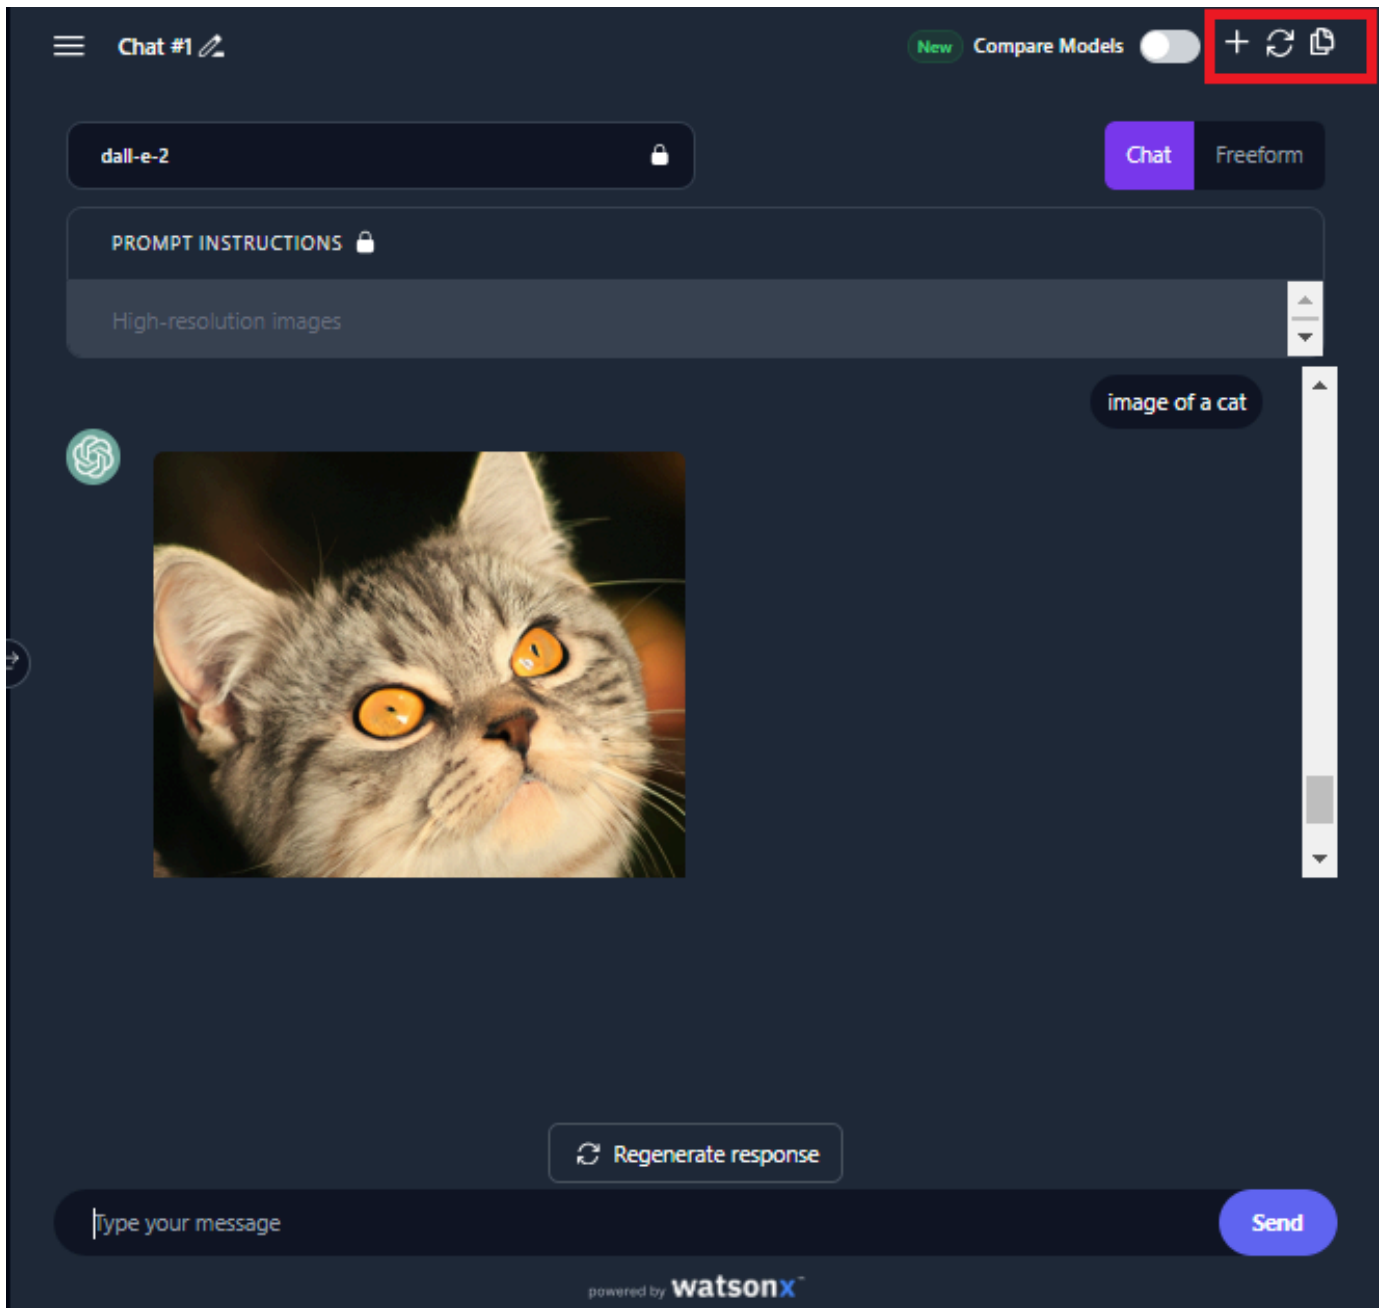 Chat #1
New Compare Models
dall-e-2
Chat Freeform
PROMPT INSTRUCTIONS
High-resolution images
image of a cat
Regenerate response
Type your message
Send
powered by watsonx™